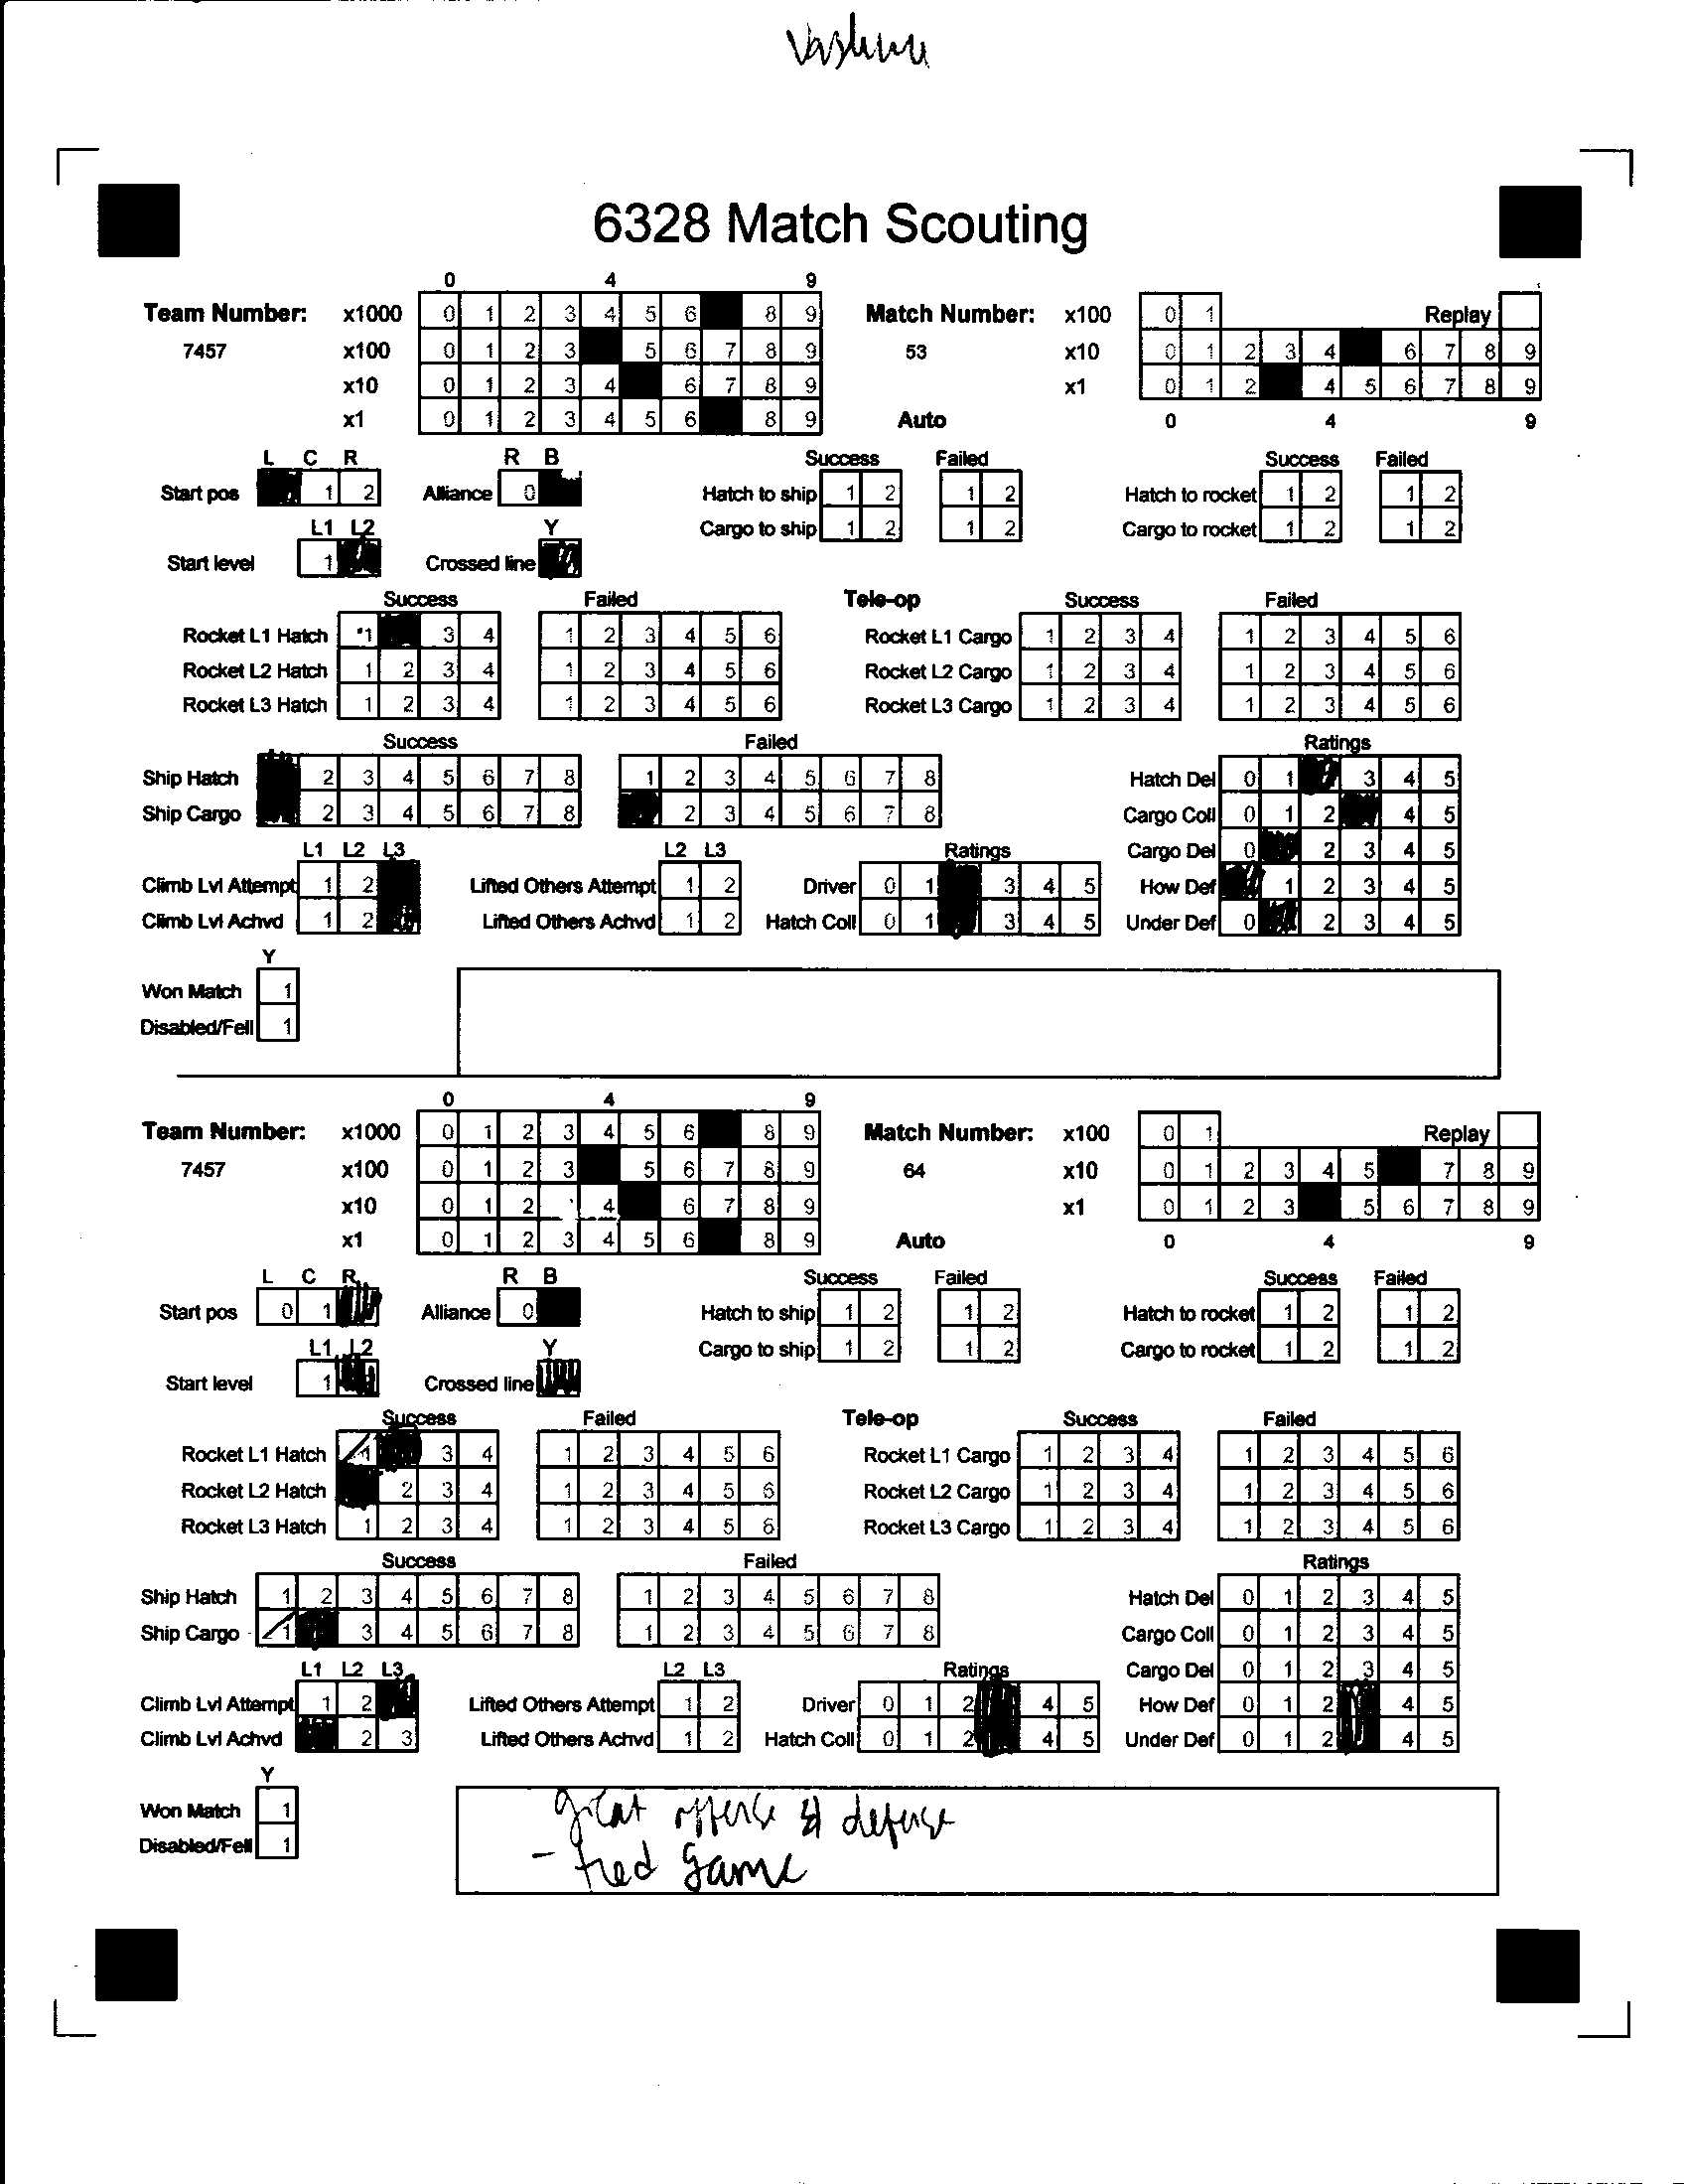 6328 Match Scouting
0 4 9
Team Number: x1000 0 1 2 3 4 5 6 8 9 Match Number: x100 0 1 Replay
7457 x100 0 1 2 3 5 6 7 8 9 53 x10 0 1 2 3 4 6 7 8 9
x10 0 1 2 3 4 6 7 8 9 x1 0 1 2 4 5 6 7 8 9
x1 0 1 2 3 4 5 6 8 9 Auto 0 4 9
L C R R B Success Failed Success Failed
Start pos 1 2 Alliance 0 Hatch to ship 1 2 1 2 Hatch to rocket 1 2 1 2
L1 L2 Y Cargo to ship 1 2 1 2 Cargo to rocket 1 2 1 2
Start level 1 Crossed line
Success Failed Tele-op Success Failed
Rocket L1 Hatch 1 3 4 1 2 3 4 5 6 Rocket L1 Cargo 1 2 3 4 1 2 3 4 5 6
Rocket L2 Hatch 1 2 3 4 1 2 3 4 5 6 Rocket L2 Cargo 1 2 3 4 1 2 3 4 5 6
Rocket L3 Hatch 1 2 3 4 1 2 3 4 5 6 Rocket L3 Cargo 1 2 3 4 1 2 3 4 5 6
Success Failed Ratings
Ship Hatch 2 3 4 5 6 7 8 1 2 3 4 5 6 7 8 Hatch Del 0 1 3 4 5
Ship Cargo 2 3 4 5 6 7 8 2 3 4 5 6 7 8 Cargo Coll 0 1 2 4 5
L1 L2 L3 L2 L3 Ratings Cargo Del 0 2 3 4 5
Climb Lvl Attempt 1 2 Lifted Others Attempt 1 2 Driver 0 1 3 4 5 How Def 1 2 3 4 5
Climb Lvl Achvd 1 2 Lifted Others Achvd 1 2 Hatch Coll 0 1 3 4 5 Under Def 0 2 3 4 5
Y
Won Match 1
Disabled/Fell 1
0 4 9
Team Number: x1000 0 1 2 3 4 5 6 8 9 Match Number: x100 0 1 Replay
7457 x100 0 1 2 3 5 6 7 8 9 64 x10 0 1 2 3 4 5 7 8 9
x10 0 1 2 4 6 7 8 9 x1 0 1 2 3 5 6 7 8 9
x1 0 1 2 3 4 5 6 8 9 Auto 0 4 9
L C R R B Success Failed Success Failed
Start pos 0 1 Alliance 0 Hatch to ship 1 2 1 2 Hatch to rocket 1 2 1 2
L1 L2 Y Cargo to ship 1 2 1 2 Cargo to rocket 1 2 1 2
Start level 1 Crossed line
Success Failed Tele-op Success Failed
Rocket L1 Hatch 1 3 4 1 2 3 4 5 6 Rocket L1 Cargo 1 2 3 4 1 2 3 4 5 6
Rocket L2 Hatch 2 3 4 1 2 3 4 5 6 Rocket L2 Cargo 1 2 3 4 1 2 3 4 5 6
Rocket L3 Hatch 1 2 3 4 1 2 3 4 5 6 Rocket L3 Cargo 1 2 3 4 1 2 3 4 5 6
Success Failed Ratings
Ship Hatch 1 2 3 4 5 6 7 8 1 2 3 4 5 6 7 8 Hatch Del 0 1 2 3 4 5
Ship Cargo 1 3 4 5 6 7 8 1 2 3 4 5 6 7 8 Cargo Coll 0 1 2 3 4 5
L1 L2 L3 L2 L3 Ratings Cargo Del 0 1 2 3 4 5
Climb Lvl Attempt 1 2 Lifted Others Attempt 1 2 Driver 0 1 2 4 5 How Def 0 1 2 4 5
Climb Lvl Achvd 2 3 Lifted Others Achvd 1 2 Hatch Coll 0 1 2 4 5 Under Def 0 1 2 4 5
Y
Won Match 1
Disabled/Fell 1
great offense & defense
- tied game